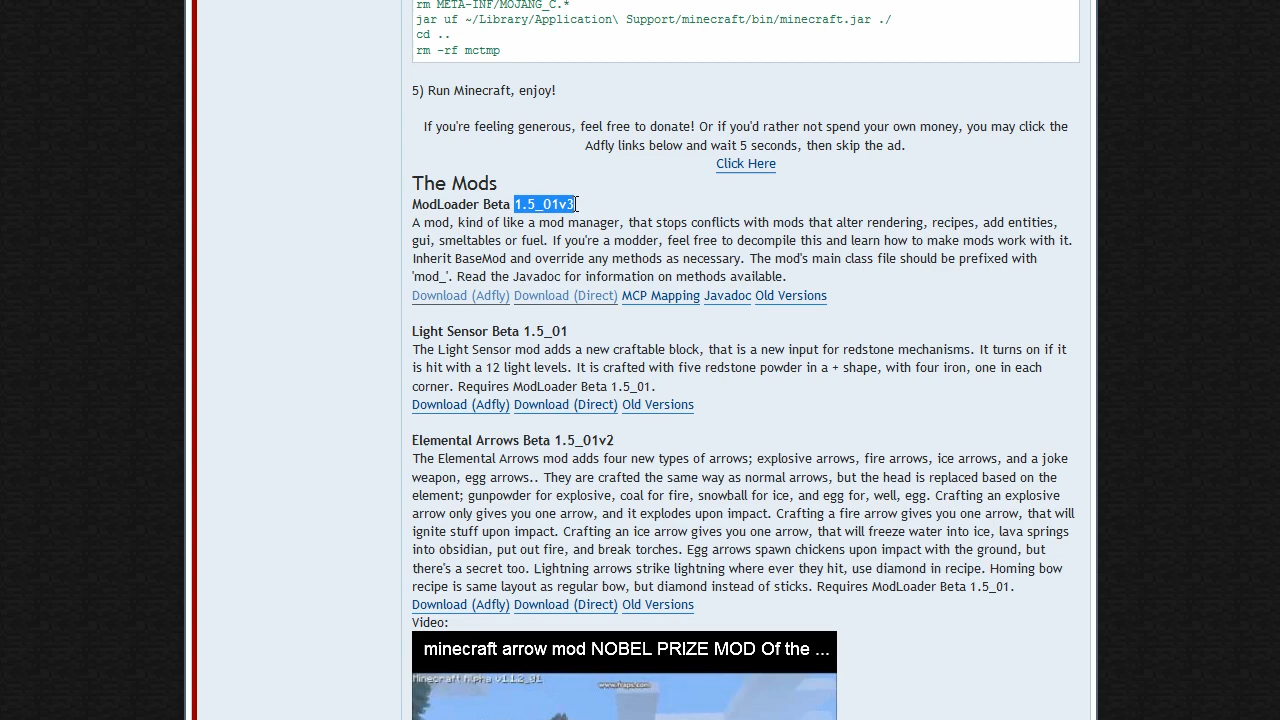 rm META-INF/MOJANG_C.*
jar uf ~/Library/Application\ Support/minecraft/bin/minecraft.jar ./
cd ..
rm -rf mctmp
5) Run Minecraft, enjoy!
If you're feeling generous, feel free to donate! Or if you'd rather not spend your own money, you may click the
Adfly links below and wait 5 seconds, then skip the ad.
Click Here
The Mods
ModLoader Beta 1.5_01v3
A mod, kind of like a mod manager, that stops conflicts with mods that alter rendering, recipes, add entities,
gui, smeltables or fuel. If you're a modder, feel free to decompile this and learn how to make mods work with it.
Inherit BaseMod and override any methods as necessary. The mod's main class file should be prefixed with
'mod_'. Read the Javadoc for information on methods available.
Download (Adfly) Download (Direct) MCP Mapping Javadoc Old Versions
Light Sensor Beta 1.5_01
The Light Sensor mod adds a new craftable block, that is a new input for redstone mechanisms. It turns on if it
is hit with a 12 light levels. It is crafted with five redstone powder in a + shape, with four iron, one in each
corner. Requires ModLoader Beta 1.5_01.
Download (Adfly) Download (Direct) Old Versions
Elemental Arrows Beta 1.5_01v2
The Elemental Arrows mod adds four new types of arrows; explosive arrows, fire arrows, ice arrows, and a joke
weapon, egg arrows.. They are crafted the same way as normal arrows, but the head is replaced based on the
element; gunpowder for explosive, coal for fire, snowball for ice, and egg for, well, egg. Crafting an explosive
arrow only gives you one arrow, and it explodes upon impact. Crafting a fire arrow gives you one arrow, that will
ignite stuff upon impact. Crafting an ice arrow gives you one arrow, that will freeze water into ice, lava springs
into obsidian, put out fire, and break torches. Egg arrows spawn chickens upon impact with the ground, but
there's a secret too. Lightning arrows strike lightning where ever they hit, use diamond in recipe. Homing bow
recipe is same layout as regular bow, but diamond instead of sticks. Requires ModLoader Beta 1.5_01.
Download (Adfly) Download (Direct) Old Versions
Video:
minecraft arrow mod NOBEL PRIZE MOD Of the ...
Minecraft Alpha v1.1.2_01
www.fraps.com